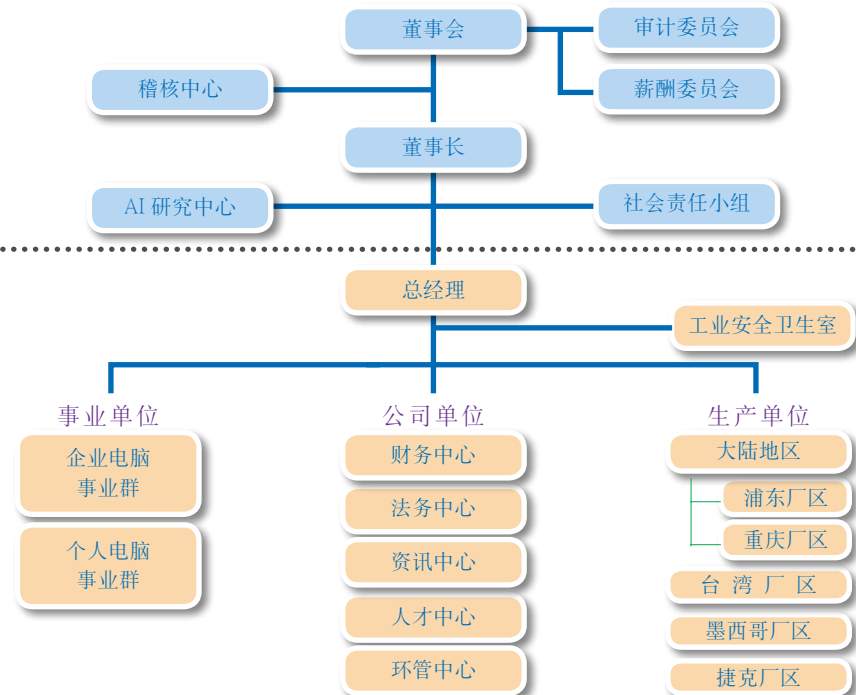 董事会
审计委员会
薪酬委员会
稽核中心
董事长
AI 研究中心
社会责任小组
总经理
工业安全卫生室
事业单位
企业电脑
事业群
个人电脑
事业群
公司单位
财务中心
法务中心
资讯中心
人才中心
环管中心
生产单位
大陆地区
浦东厂区
重庆厂区
台 湾 厂 区
墨西哥厂区
捷克厂区